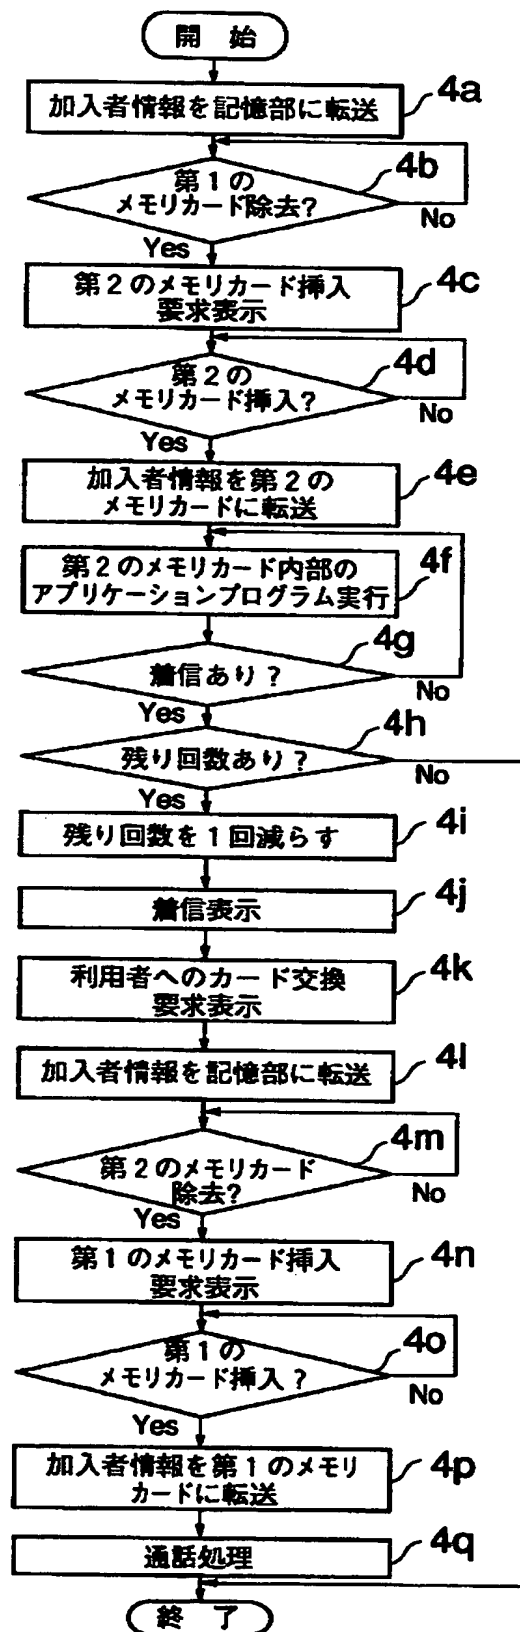 開 始
加入者情報を記憶部に転送
4a
第1の
メモリカード除去?
4b
No
Yes
第2のメモリカード挿入
要求表示
4c
第2の
メモリカード挿入?
4d
No
Yes
加入者情報を第2の
メモリカードに転送
4e
第2のメモリカード内部の
アプリケーションプログラム実行
4f
着信あり?
4g
No
Yes
残り回数あり?
4h
No
Yes
残り回数を1回減らす
4i
着信表示
4j
利用者へのカード交換
要求表示
4k
加入者情報を記憶部に転送
4l
第2のメモリカード
除去?
4m
No
Yes
第1のメモリカード挿入
要求表示
4n
第1の
メモリカード挿入?
4o
No
Yes
加入者情報を第1のメモリ
カードに転送
4p
通話処理
4q
終 了